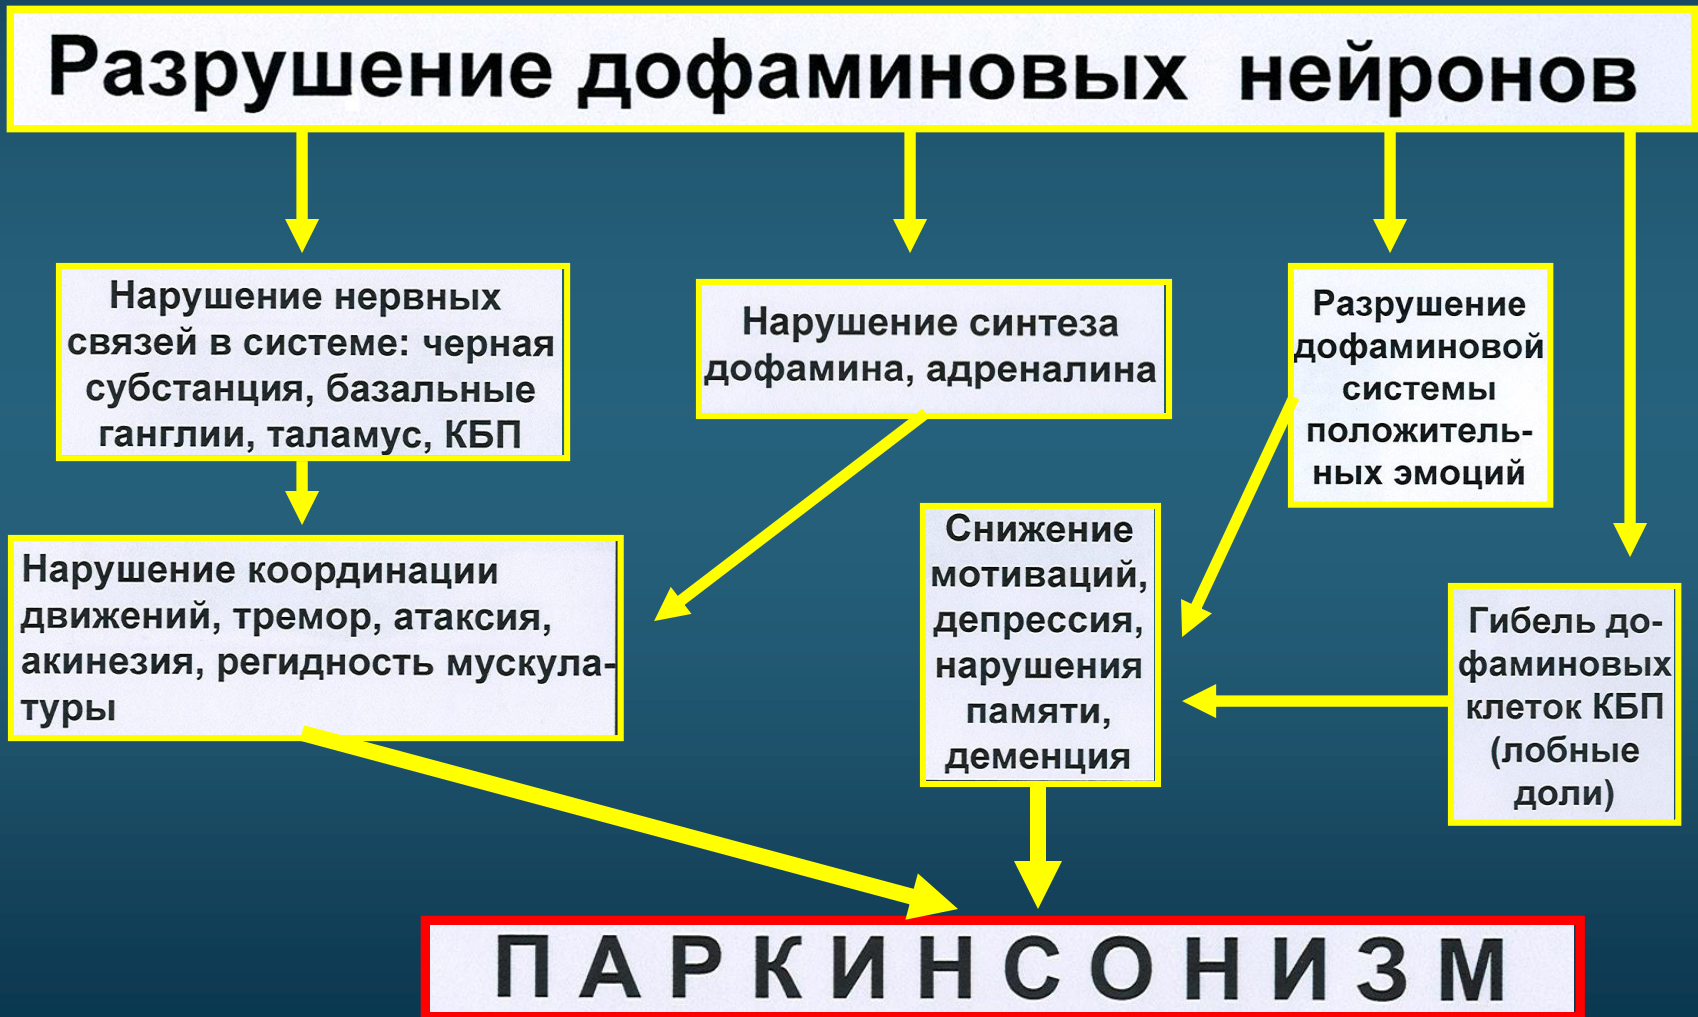 Разрушение дофаминовых нейронов
Нарушение нервных
связей в системе: черная
субстанция, базальные
ганглии, таламус, КБП
Нарушение синтеза
дофамина, адреналина
Разрушение
дофаминовой
системы
положитель-
ных эмоций
Нарушение координации
движений, тремор, атаксия,
акинезия, регидность мускула-
туры
Снижение
мотиваций,
депрессия,
нарушения
памяти,
деменция
Гибель до-
фаминовых
клеток КБП
(лобные
доли)
ПАРКИНСОНИЗМ